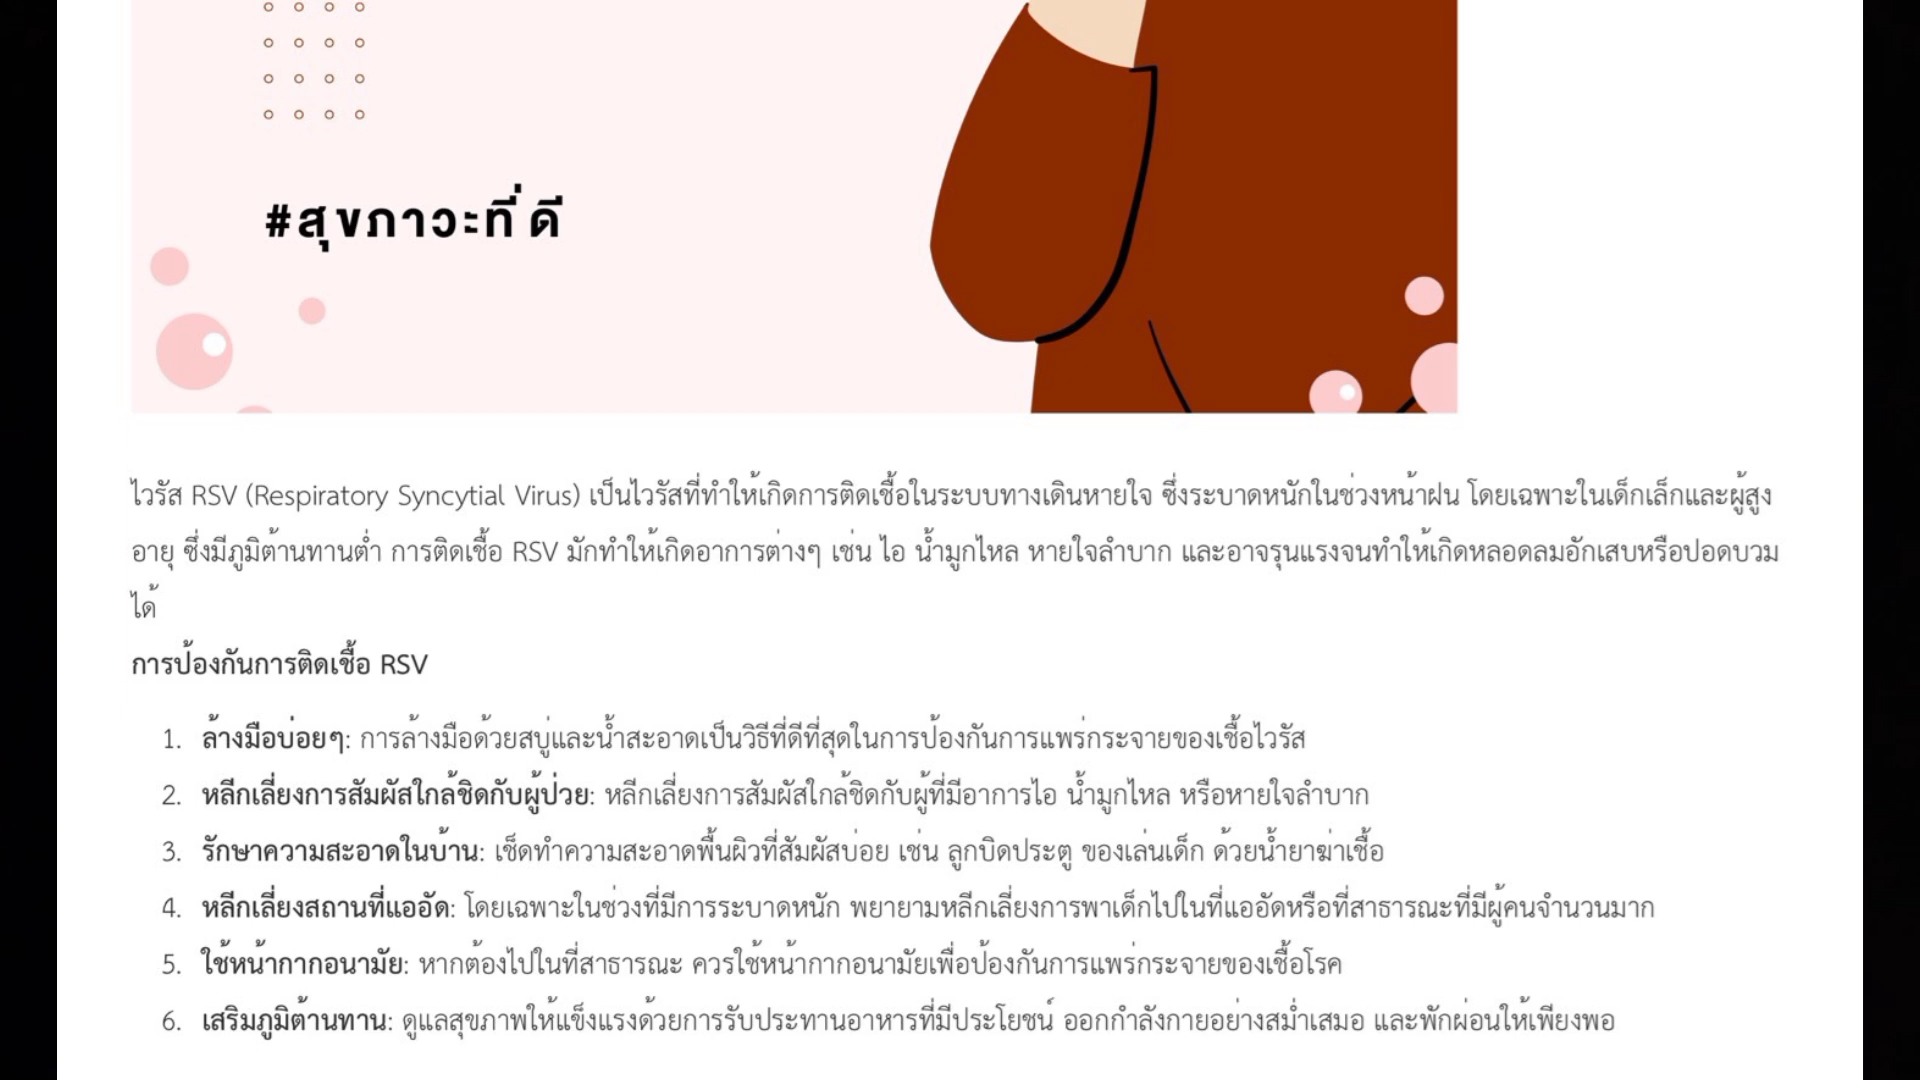 #สุขภาวะที่ดี
ไวรัส RSV (Respiratory Syncytial Virus) เป็นไวรัสที่ทำให้เกิดการติดเชื้อในระบบทางเดินหายใจ ซึ่งระบาดหนักในช่วงหน้าฝน โดยเฉพาะในเด็กเล็กและผู้สูง
อายุ ซึ่งมีภูมิต้านทานต่ำ การติดเชื้อ RSV มักทำให้เกิดอาการต่างๆ เช่น ไอ น้ำมูกไหล หายใจลำบาก และอาจรุนแรงจนทำให้เกิดหลอดลมอักเสบหรือปอดบวม
ได้
การป้องกันการติดเชื้อ RSV
1. ล้างมือบ่อยๆ: การล้างมือด้วยสบู่และน้ำสะอาดเป็นวิธีที่ดีที่สุดในการป้องกันการแพร่กระจายของเชื้อไวรัส
2. หลีกเลี่ยงการสัมผัสใกล้ชิดกับผู้ป่วย: หลีกเลี่ยงการสัมผัสใกล้ชิดกับผู้ที่มีอาการไอ น้ำมูกไหล หรือหายใจลำบาก
3. รักษาความสะอาดในบ้าน: เช็ดทำความสะอาดพื้นผิวที่สัมผัสบ่อย เช่น ลูกบิดประตู ของเล่นเด็ก ด้วยน้ำยาฆ่าเชื้อ
4. หลีกเลี่ยงสถานที่แออัด: โดยเฉพาะในช่วงที่มีการระบาดหนัก พยายามหลีกเลี่ยงการพาเด็กไปในที่แออัดหรือที่สาธารณะที่มีผู้คนจำนวนมาก
5. ใช้หน้ากากอนามัย: หากต้องไปในที่สาธารณะ ควรใช้หน้ากากอนามัยเพื่อป้องกันการแพร่กระจายของเชื้อโรค
6. เสริมภูมิต้านทาน: ดูแลสุขภาพให้แข็งแรงด้วยการรับประทานอาหารที่มีประโยชน์ ออกกำลังกายอย่างสม่ำเสมอ และพักผ่อนให้เพียงพอ